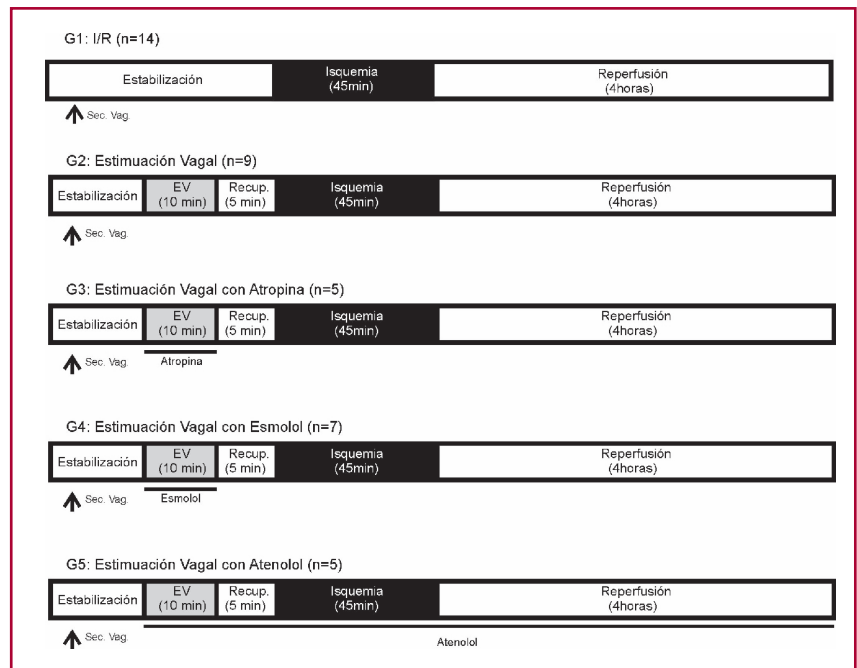 G1: I/R (n=14)
Estabilización
Isquemia
(45min)
Reperfusión
(4horas)
Sec. Vag.
G2: Estimuación Vagal (n=9)
Estabilización
EV
(10 min)
Recup.
(5 min)
Isquemia
(45min)
Reperfusión
(4horas)
Sec. Vag.
G3: Estimuación Vagal con Atropina (n=5)
Estabilización
EV
(10 min)
Recup.
(5 min)
Isquemia
(45min)
Reperfusión
(4horas)
Sec. Vag.
Atropina
G4: Estimuación Vagal con Esmolol (n=7)
Estabilización
EV
(10 min)
Recup.
(5 min)
Isquemia
(45min)
Reperfusión
(4horas)
Sec. Vag.
Esmolol
G5: Estimuación Vagal con Atenolol (n=5)
Estabilización
EV
(10 min)
Recup.
(5 min)
Isquemia
(45min)
Reperfusión
(4horas)
Sec. Vag.
Atenolol